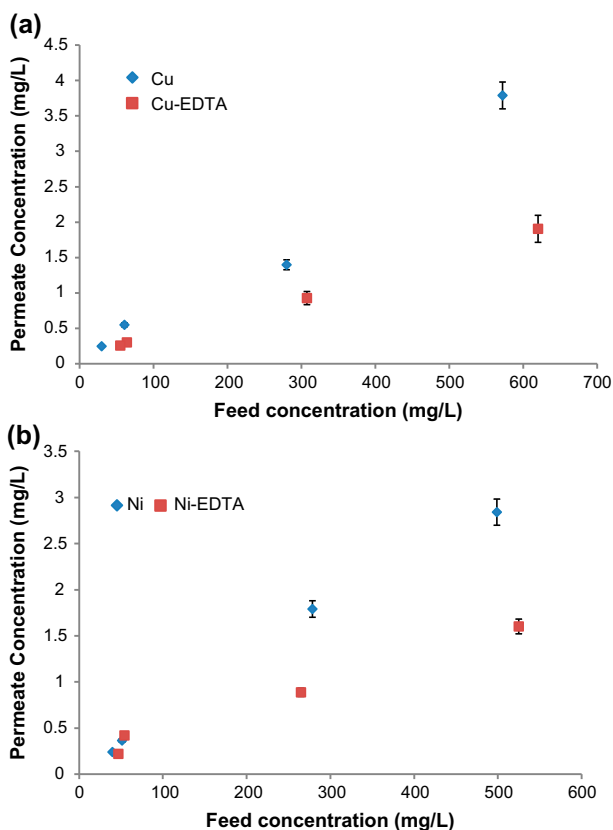 (a)
Permeate Concentration (mg/L)
4.5
4
3.5
3
2.5
2
1.5
1
0.5
0
Cu
Cu-EDTA
0 100 200 300 400 500 600 700
Feed concentration (mg/L)
(b)
Permeate Concentration (mg/L)
3.5
3
2.5
2
1.5
1
0.5
0
Ni Ni-EDTA
0 100 200 300 400 500 600
Feed concentration (mg/L)